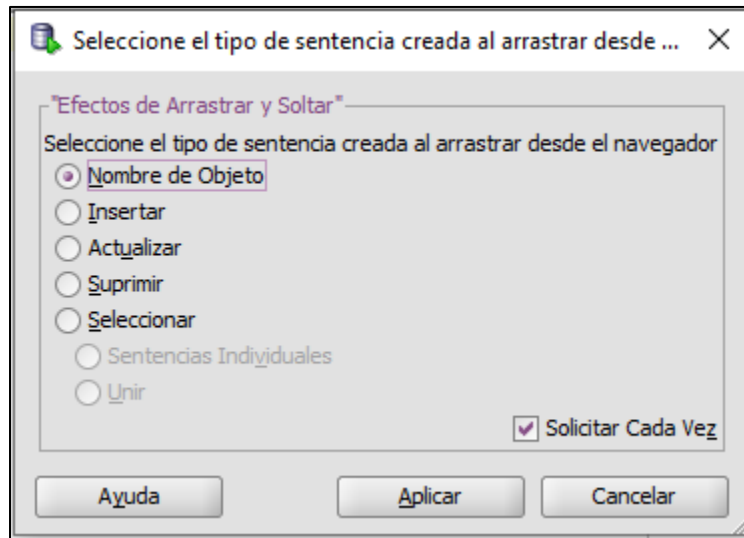 Seleccione el tipo de sentencia creada al arrastrar desde ...
"Efectos de Arrastrar y Soltar"
Seleccione el tipo de sentencia creada al arrastrar desde el navegador
Nombre de Objeto
Insertar
Actualizar
Suprimir
Seleccionar
Sentencias Individuales
Unir
Solicitar Cada Vez
Ayuda Aplicar Cancelar